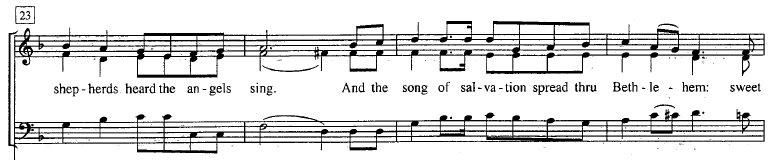 23
shep-herds heard the an-gels sing. And the song of sal-va-tion spread thru Beth-le-hem: sweet